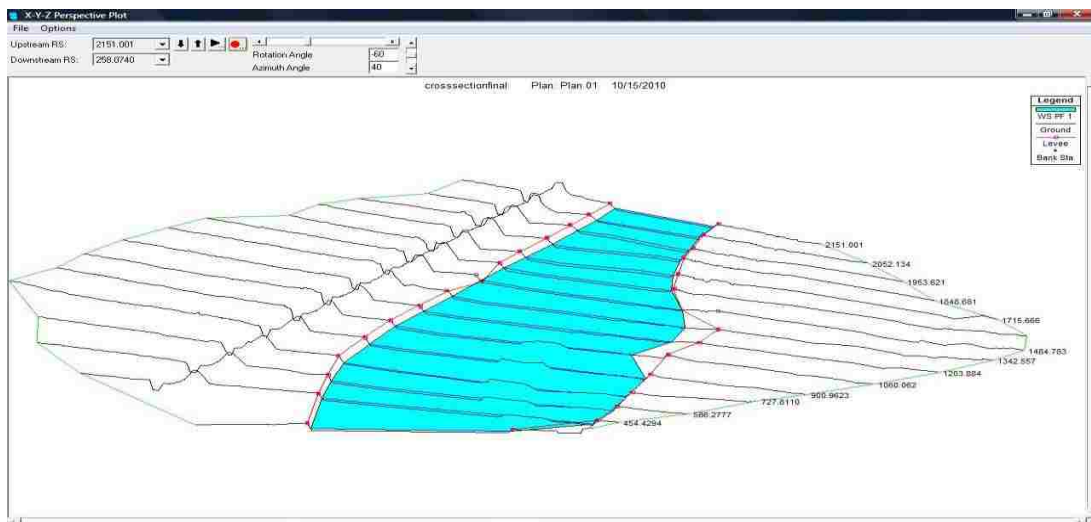 X-Y-Z Perspective Plot
File Options
Upstream RS: 2151.001
Downstream RS: 258.0740
Rotation Angle -60
Azimuth Angle 40
crosssectionfinal Plan: Plan 01 10/15/2010
Legend
WS PF 1
Ground
Levee
Bank Sta
2151.001
2052.134
1953.621
1848.681
1715.666
1484.783
1342.557
1203.884
1060.062
900.9623
727.8110
586.2777
454.4294